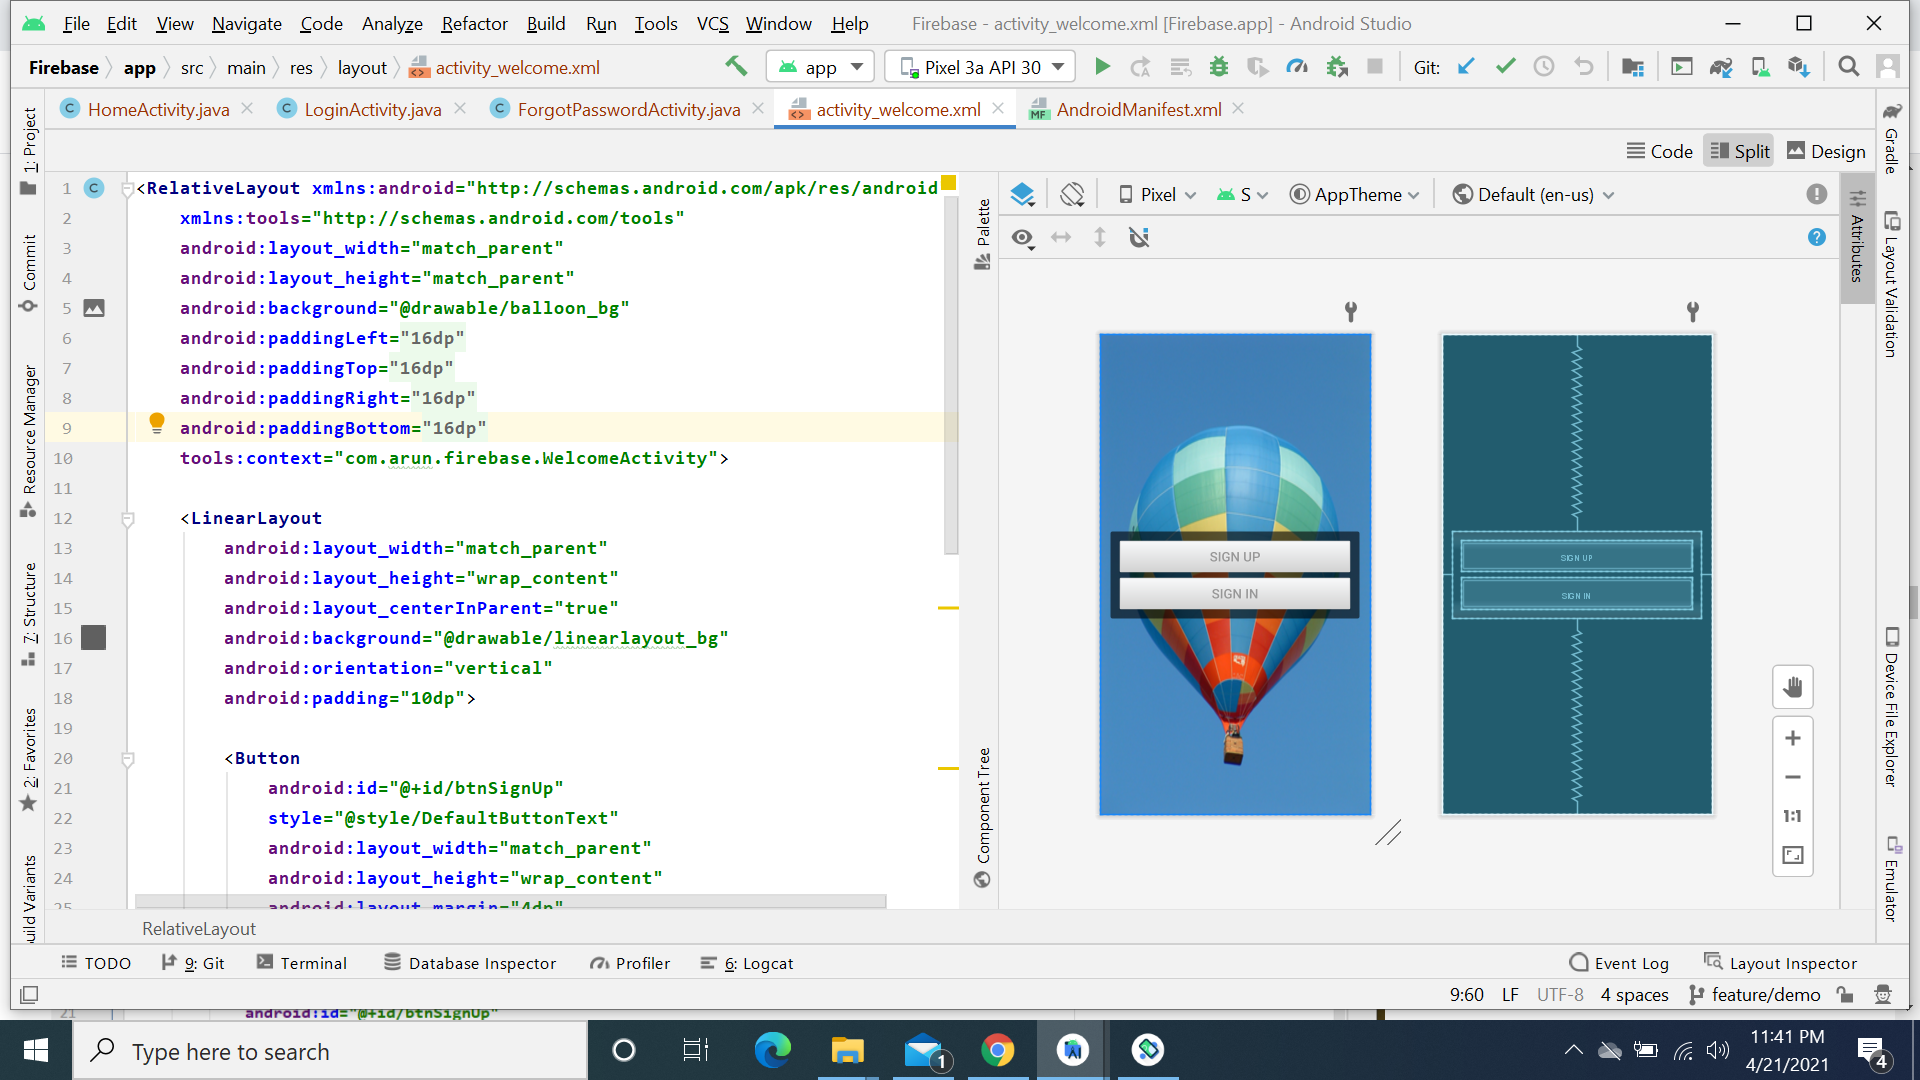 File Edit View Navigate Code Analyze Refactor Build Run Tools VCS Window Help Firebase - activity_welcome.xml [Firebase.app] - Android Studio
Firebase app src main res layout activity_welcome.xml app Pixel 3a API 30 Git:
HomeActivity.java LoginActivity.java ForgotPasswordActivity.java activity_welcome.xml AndroidManifest.xml
Code Split Design
1: Project
Commit
Resource Manager
7: Structure
2: Favorites
uild Variants
1 <RelativeLayout xmlns:android="http://schemas.android.com/apk/res/android
2 xmlns:tools="http://schemas.android.com/tools"
3 android:layout_width="match_parent"
4 android:layout_height="match_parent"
5 android:background="@drawable/balloon_bg"
6 android:paddingLeft="16dp"
7 android:paddingTop="16dp"
8 android:paddingRight="16dp"
9 android:paddingBottom="16dp"
10 tools:context="com.arun.firebase.WelcomeActivity">
11
12 <LinearLayout
13 android:layout_width="match_parent"
14 android:layout_height="wrap_content"
15 android:layout_centerInParent="true"
16 android:background="@drawable/linearlayout_bg"
17 android:orientation="vertical"
18 android:padding="10dp">
19
20 <Button
21 android:id="@+id/btnSignUp"
22 style="@style/DefaultButtonText"
23 android:layout_width="match_parent"
24 android:layout_height="wrap_content"
25 android:layout_margin="4dp"
Palette
Component Tree
Pixel S AppTheme Default (en-us)
SIGN UP
SIGN IN
SIGN UP
SIGN IN
1:1
Attributes
Gradle
Layout Validation
Device File Explorer
Emulator
RelativeLayout
TODO 9: Git Terminal Database Inspector Profiler 6: Logcat Event Log Layout Inspector
9:60 LF UTF-8 4 spaces feature/demo
21 android:id="@+id/btnSignUp"
Type here to search
1
11:41 PM
4/21/2021
4